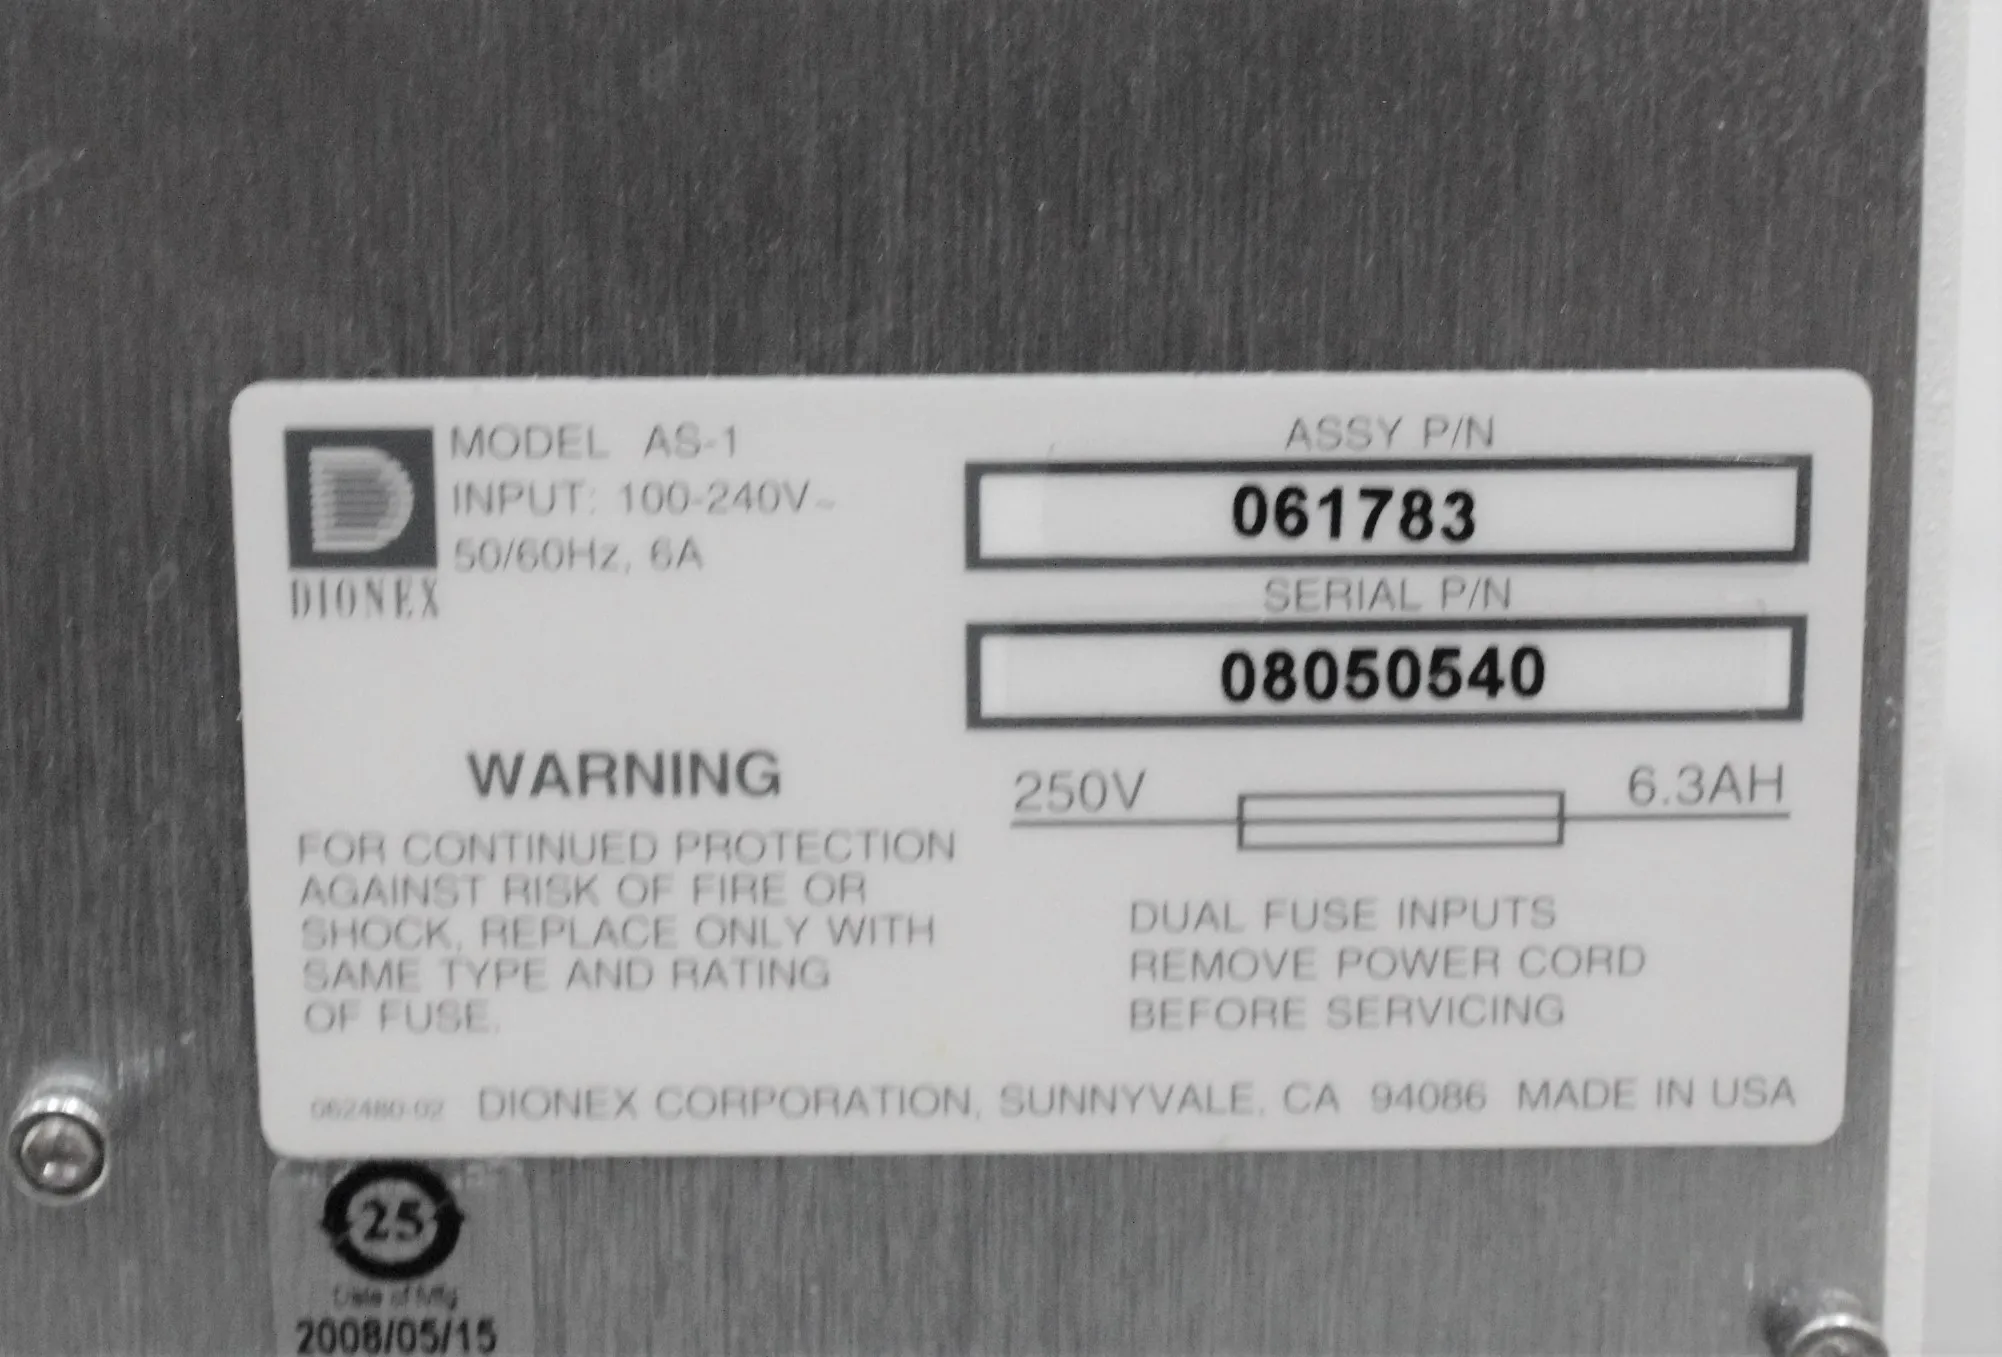 MODEL AS-1
INPUT: 100-240V~
50/60Hz, 6A
DIONEX
ASSY P/N
061783
SERIAL P/N
08050540
WARNING
FOR CONTINUED PROTECTION
AGAINST RISK OF FIRE OR
SHOCK, REPLACE ONLY WITH
SAME TYPE AND RATING
OF FUSE.
250V 6.3AH
DUAL FUSE INPUTS
REMOVE POWER CORD
BEFORE SERVICING
062480-02 DIONEX CORPORATION, SUNNYVALE, CA 94086 MADE IN USA
25
Date of Mfg
2008/05/15